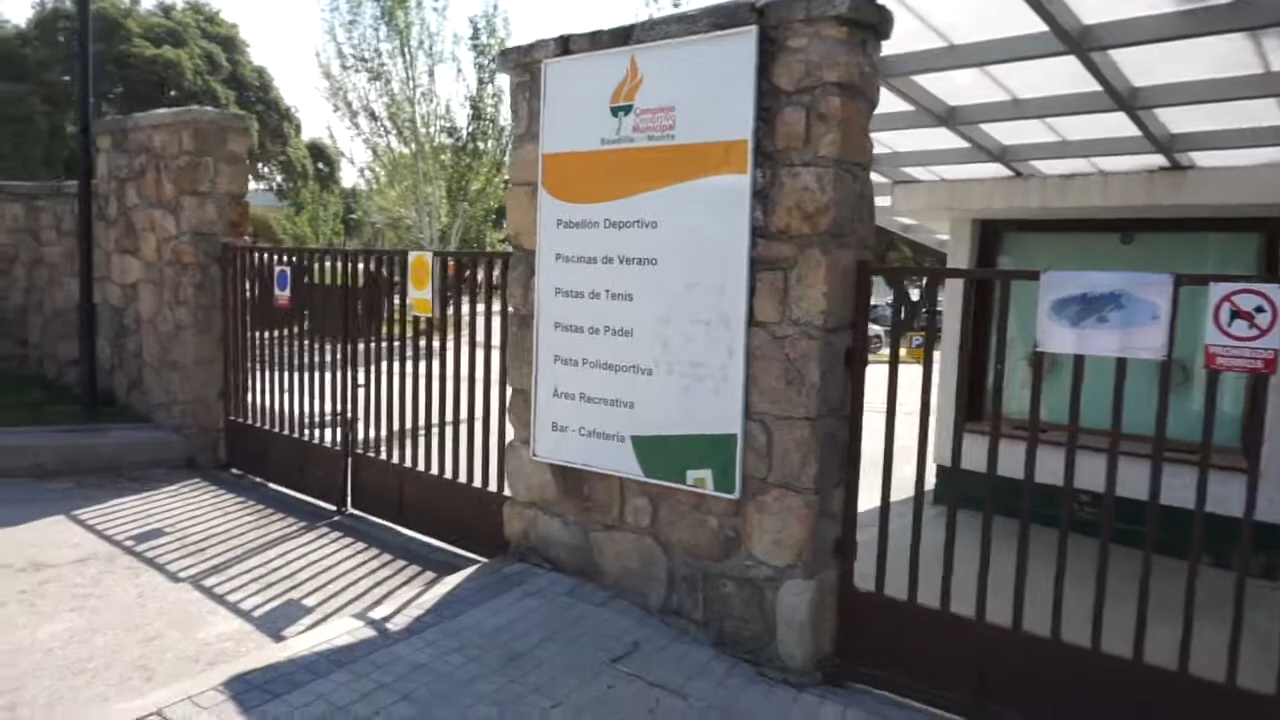 Complejo
Deportivo
Municipal
Boadilla del Monte
Pabellón Deportivo
Piscinas de Verano
Pistas de Tenis
Pistas de Pádel
Pista Polideportiva
Área Recreativa
Bar - Cafetería
P
PROHIBIDO